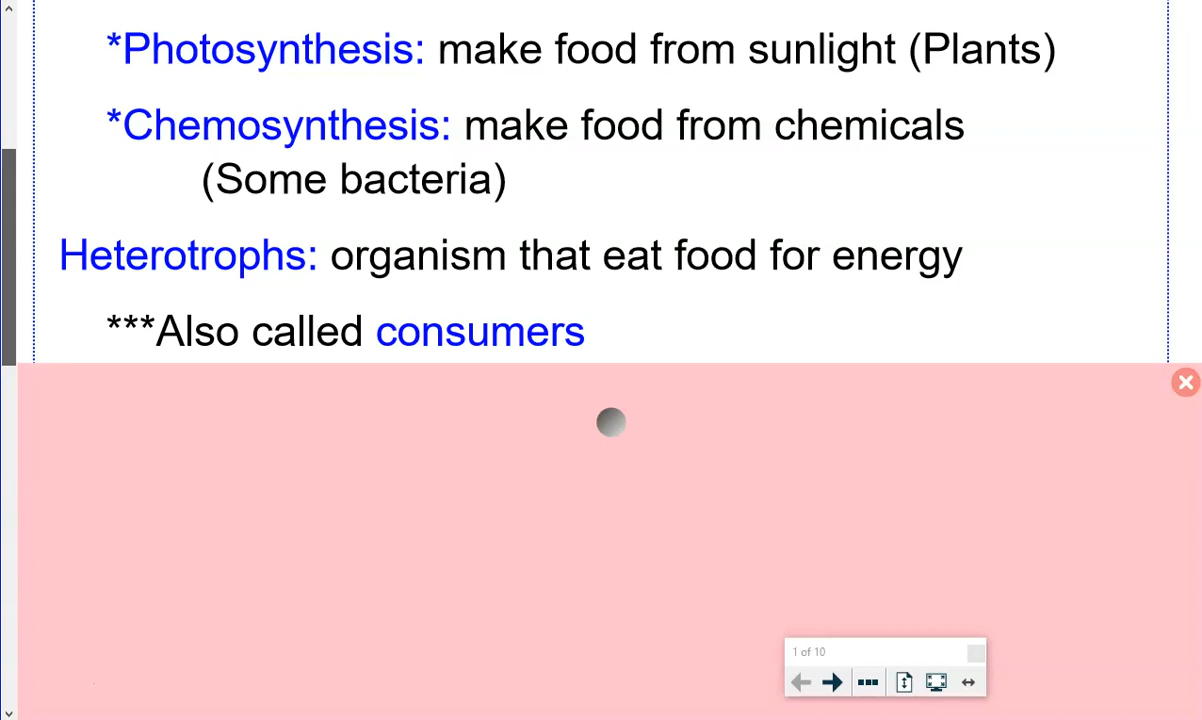 *Photosynthesis: make food from sunlight (Plants)
*Chemosynthesis: make food from chemicals
(Some bacteria)
Heterotrophs: organism that eat food for energy
***Also called consumers
1 of 10